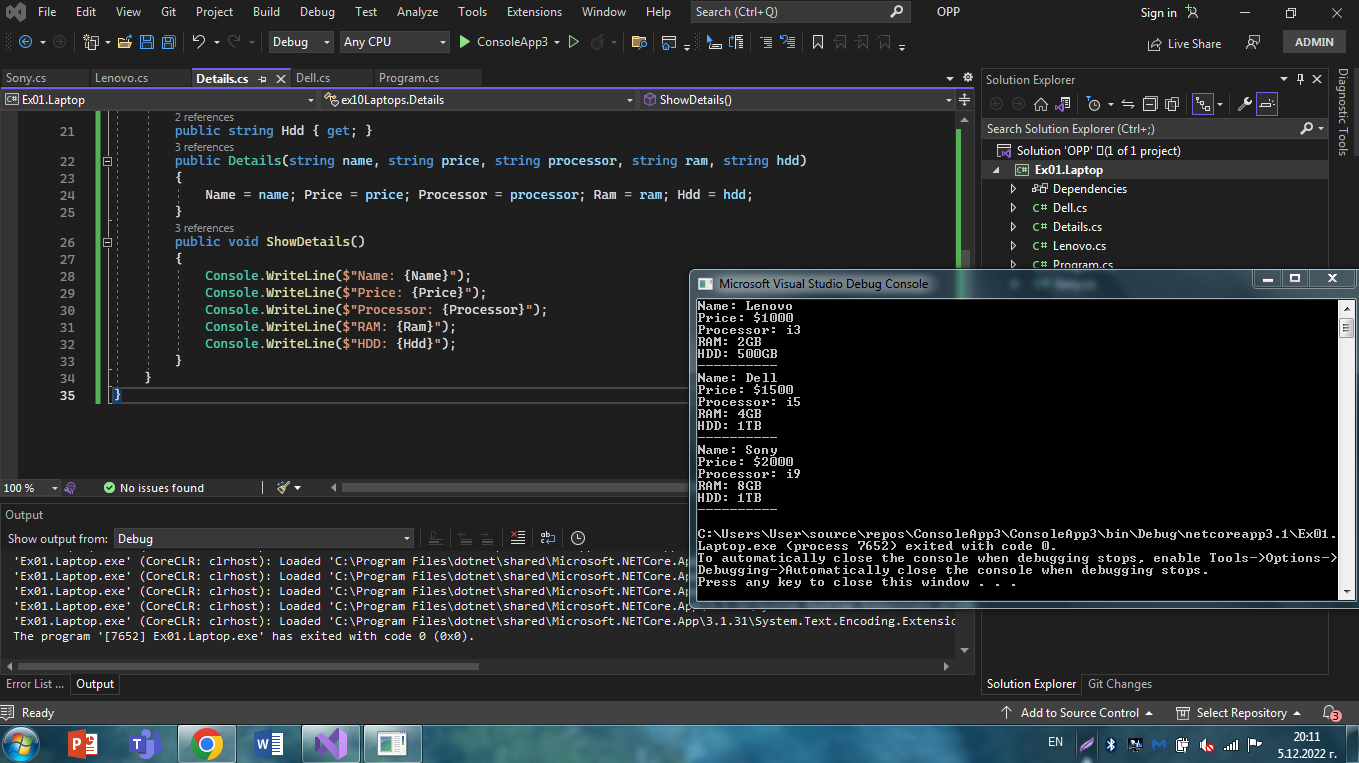 File Edit View Git Project Build Debug Test Analyze Tools Extensions Window Help Search (Ctrl+Q) OPP Sign in
Debug Any CPU ConsoleApp3 Live Share ADMIN
Sony.cs Lenovo.cs Details.cs Dell.cs Program.cs
Ex01.Laptop ex10Laptops.Details ShowDetails()
2 references
21 public string Hdd { get; }
3 references
22 public Details(string name, string price, string processor, string ram, string hdd)
23 {
24 Name = name; Price = price; Processor = processor; Ram = ram; Hdd = hdd;
25 }
3 references
26 public void ShowDetails()
27 {
28 Console.WriteLine($"Name: {Name}");
29 Console.WriteLine($"Price: {Price}");
30 Console.WriteLine($"Processor: {Processor}");
31 Console.WriteLine($"RAM: {Ram}");
32 Console.WriteLine($"HDD: {Hdd}");
33 }
34 }
35 }
100 % No issues found
Output
Show output from: Debug
'Ex01.Laptop.exe' (CoreCLR: clrhost): Loaded 'C:\Program Files\dotnet\shared\Microsoft.NETCore.Ap
'Ex01.Laptop.exe' (CoreCLR: clrhost): Loaded 'C:\Program Files\dotnet\shared\Microsoft.NETCore.Ap
'Ex01.Laptop.exe' (CoreCLR: clrhost): Loaded 'C:\Program Files\dotnet\shared\Microsoft.NETCore.Ap
'Ex01.Laptop.exe' (CoreCLR: clrhost): Loaded 'C:\Program Files\dotnet\shared\Microsoft.NETCore.App
'Ex01.Laptop.exe' (CoreCLR: clrhost): Loaded 'C:\Program Files\dotnet\shared\Microsoft.NETCore.App\3.1.31\System.Text.Encoding.Extensio
The program '[7652] Ex01.Laptop.exe' has exited with code 0 (0x0).
Error List ... Output
Solution Explorer
Search Solution Explorer (Ctrl+;)
Solution 'OPP' (1 of 1 project)
Ex01.Laptop
Dependencies
C# Dell.cs
C# Details.cs
C# Lenovo.cs
C# Program.cs
Diagnostic Tools
Microsoft Visual Studio Debug Console
Name: Lenovo
Price: $1000
Processor: i3
RAM: 2GB
HDD: 500GB
----------
Name: Dell
Price: $1500
Processor: i5
RAM: 4GB
HDD: 1TB
----------
Name: Sony
Price: $2000
Processor: i9
RAM: 8GB
HDD: 1TB
----------
C:\Users\User\source\repos\ConsoleApp3\ConsoleApp3\bin\Debug\netcoreapp3.1\Ex01.
Laptop.exe (process 7652) exited with code 0.
To automatically close the console when debugging stops, enable Tools->Options->
Debugging->Automatically close the console when debugging stops.
Press any key to close this window . . .
Solution Explorer Git Changes
Ready Add to Source Control Select Repository 3
EN 20:11
5.12.2022 г.